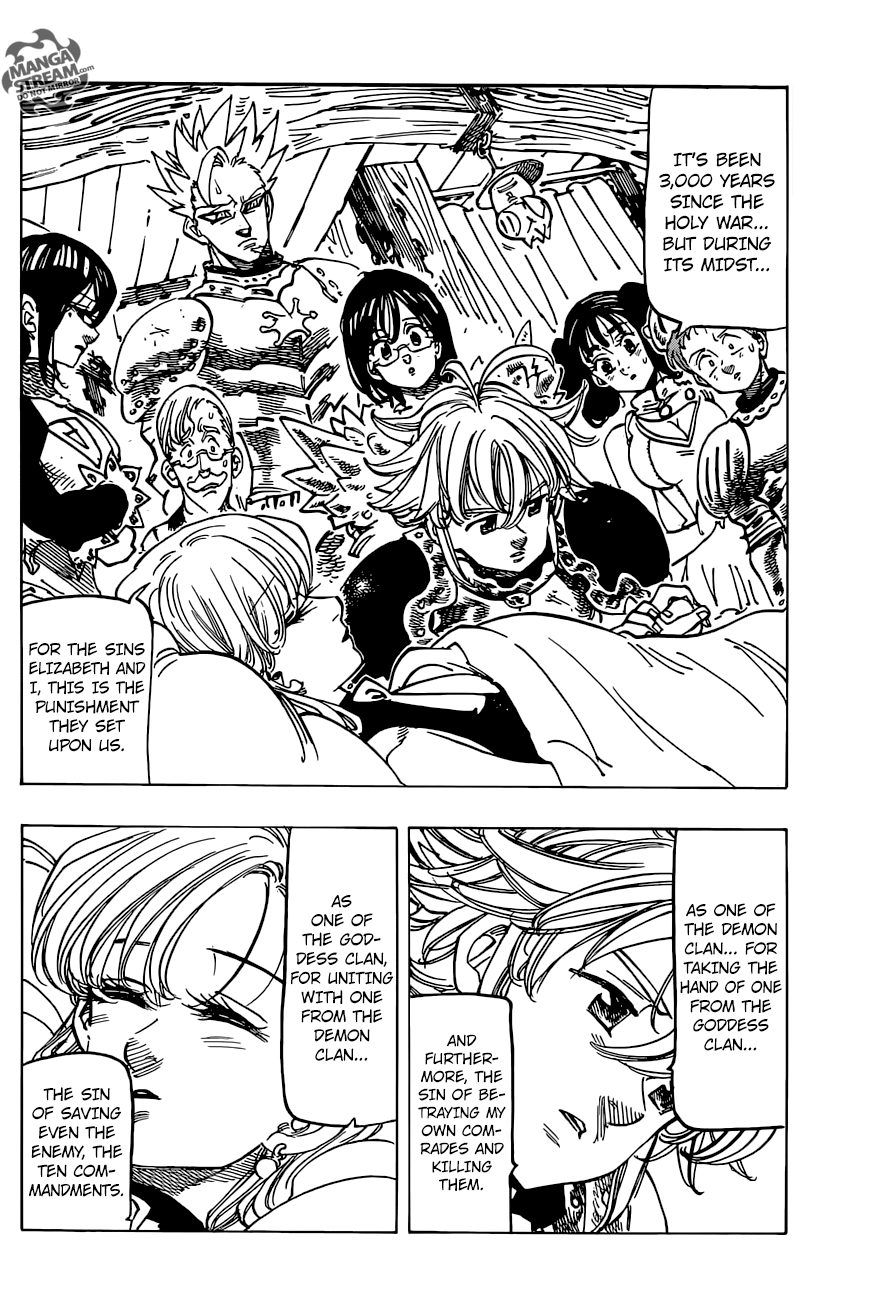 MANGA
STREAM.com
DO NOT MIRROR
IT'S BEEN
3,000 YEARS
SINCE THE
HOLY WAR...
BUT DURING
ITS MIDST...
FOR THE SINS
ELIZABETH AND
I, THIS IS THE
PUNISHMENT
THEY SET
UPON US.
AS ONE OF
THE DEMON
CLAN... FOR
TAKING THE
HAND OF ONE
FROM THE
GODDESS
CLAN...
AND
FURTHER-
MORE, THE
SIN OF BE-
TRAYING MY
OWN COM-
RADES AND
KILLING
THEM.
AS
ONE OF
THE GOD-
DESS CLAN,
FOR UNITING
WITH ONE
FROM THE
DEMON
CLAN...
THE SIN
OF SAVING
EVEN THE
ENEMY, THE
TEN COM-
MANDMENTS.